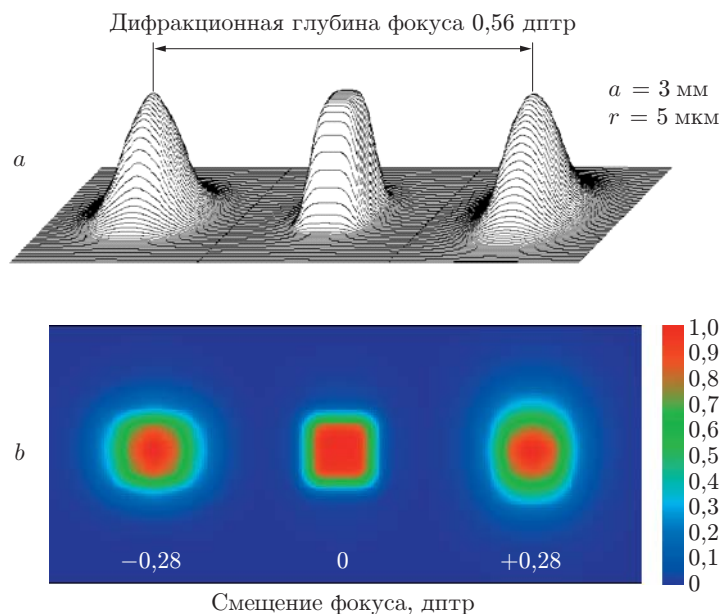 Дифракционная глубина фокуса 0,56 дптр
a = 3 мм
r = 5 мкм
a
b
1,0
0,9
0,8
0,7
0,6
0,5
0,4
0,3
0,2
0,1
0
−0,28 0 +0,28
Смещение фокуса, дптр